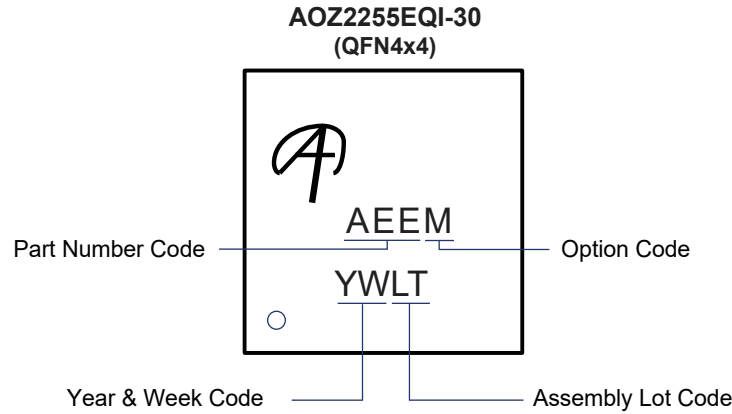 AOZ2255EQI-30
(QFN4x4)
AEEM
Part Number Code
Option Code
YWLT
Year & Week Code
Assembly Lot Code